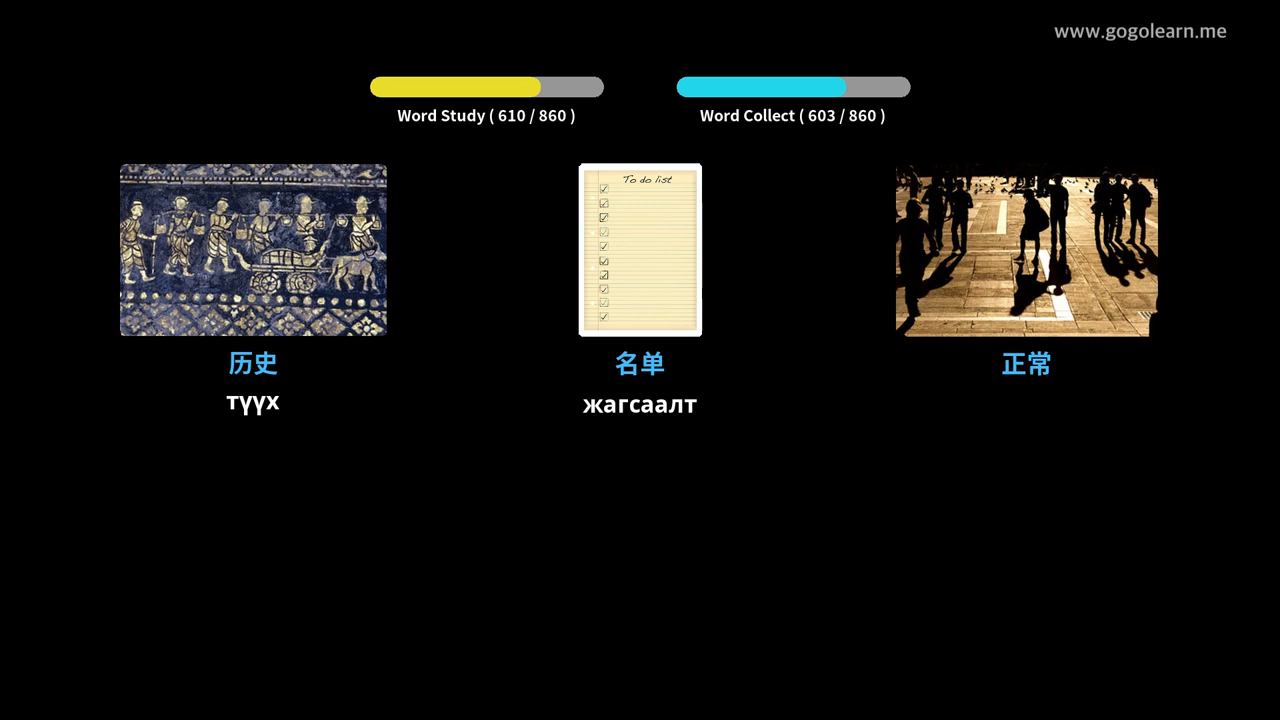 www.gogolearn.me
Word Study ( 610 / 860 )
Word Collect ( 603 / 860 )
To do list
历史
名单
正常
түүх
жагсаалт